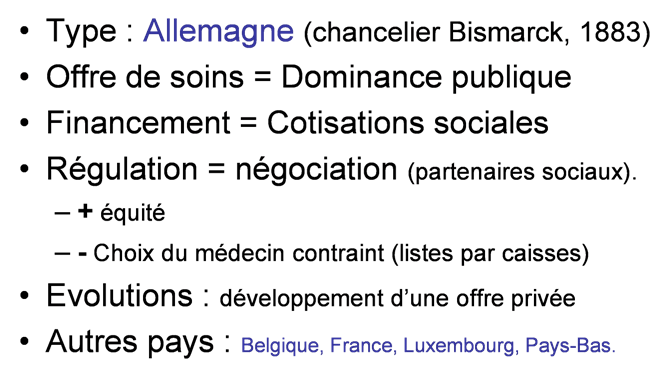 • Type : Allemagne (chancelier Bismarck, 1883)
• Offre de soins = Dominance publique
• Financement = Cotisations sociales
• Régulation = négociation (partenaires sociaux).
– + équité
– - Choix du médecin contraint (listes par caisses)
• Evolutions : développement d'une offre privée
• Autres pays : Belgique, France, Luxembourg, Pays-Bas.